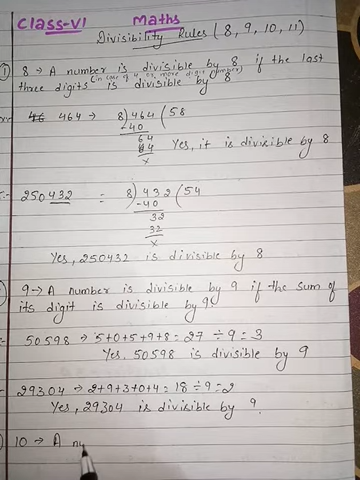 Class-VI Maths
Divisibility Rules (8, 9, 10, 11)
8 → A number is divisible by 8, if the last
(in case of 4 or more digit number)
three digits is divisible by 8
464 → 8) 464 (58
-40
64
64
x
Yes, it is divisible by 8
250432 = 8) 432 (54
-40
32
32
x
Yes, 250432 is divisible by 8
9 → A number is divisible by 9 if the sum of
its digit is divisible by 9.
50598 → 5+0+5+9+8 = 27 ÷ 9 = 3
Yes, 50598 is divisible by 9
29304 → 2+9+3+0+4 = 18 ÷ 9 = 2
Yes, 29304 is divisible by 9.
10 → A nu